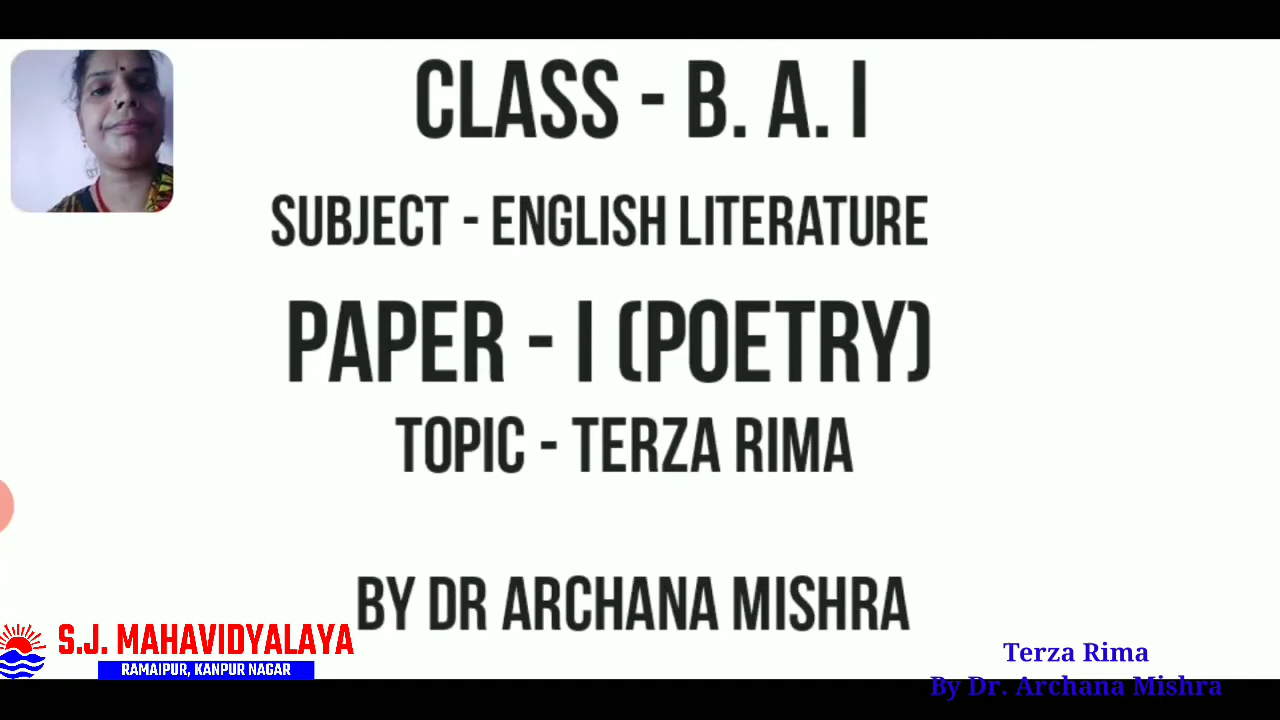 CLASS - B. A. I
SUBJECT - ENGLISH LITERATURE
PAPER - I (POETRY)
TOPIC - TERZA RIMA
BY DR ARCHANA MISHRA
S.J. MAHAVIDYALAYA
RAMAIPUR, KANPUR NAGAR
Terza Rima
By Dr. Archana Mishra